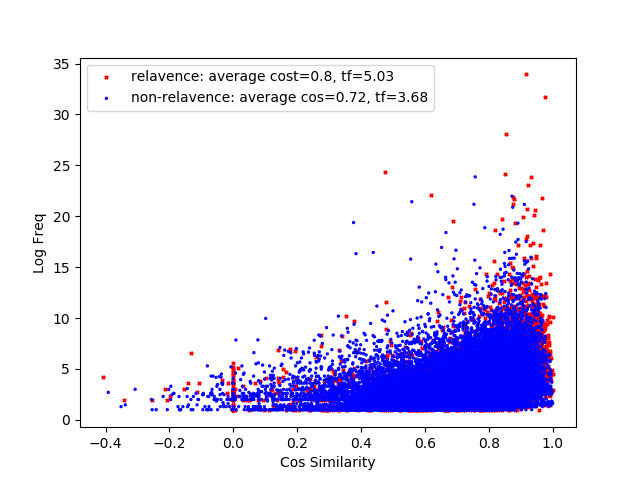 35
30
25
20
15
10
5
0
Log Freq
relavence: average cost=0.8, tf=5.03
non-relavence: average cos=0.72, tf=3.68
−0.4 −0.2 0.0 0.2 0.4 0.6 0.8 1.0
Cos Similarity